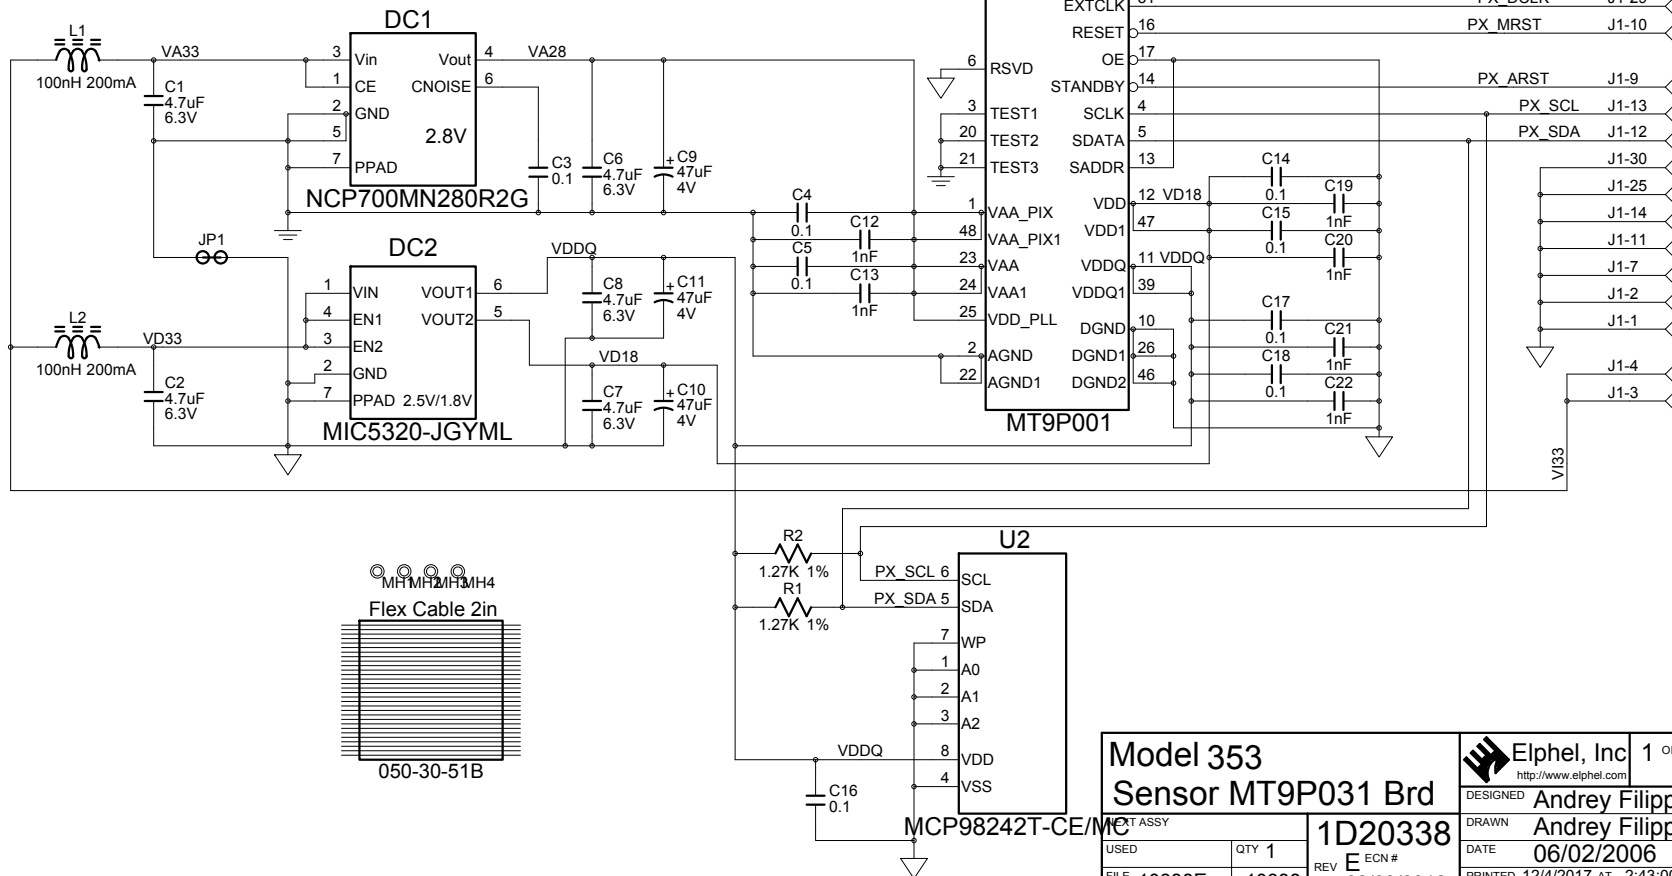 DC1
L1
100nH 200mA
VA33
C1
4.7uF
6.3V
3 Vin
1 CE
2 GND
5
7 PPAD
Vout 4
CNOISE 6
2.8V
NCP700MN280R2G
VA28
C3
0.1
C6
4.7uF
6.3V
C9
47uF
4V
JP1
DC2
L2
100nH 200mA
VD33
C2
4.7uF
6.3V
1 VIN
4 EN1
3 EN2
2 GND
7 PPAD
VOUT1 6
VOUT2 5
2.5V/1.8V
MIC5320-JGYML
VDDQ
C8
4.7uF
6.3V
C11
47uF
4V
VD18
C7
4.7uF
6.3V
C10
47uF
4V
C4
0.1
C12
1nF
C5
0.1
C13
1nF
6 RSVD
3 TEST1
20 TEST2
21 TEST3
1 VAA_PIX
48 VAA_PIX1
23 VAA
24 VAA1
25 VDD_PLL
2 AGND
22 AGND1
EXTCLK
RESET 16
OE 17
STANDBY 14
SCLK 4
SDATA 5
SADDR 13
VDD 12 VD18
VDD1 47
VDDQ 11 VDDQ
VDDQ1 39
DGND 10
DGND1 26
DGND2 46
MT9P001
C14
0.1
C19
1nF
C15
0.1
C20
1nF
C17
0.1
C21
1nF
C18
0.1
C22
1nF
PX_MRST J1-10
PX_ARST J1-9
PX_SCL J1-13
PX_SDA J1-12
J1-30
J1-25
J1-14
J1-11
J1-7
J1-2
J1-1
J1-4
J1-3
VI33
MH1 MH2 MH3 MH4
Flex Cable 2in
050-30-51B
R2
1.27K 1%
R1
1.27K 1%
U2
PX_SCL 6 SCL
PX_SDA 5 SDA
7 WP
1 A0
2 A1
3 A2
VDDQ 8 VDD
4 VSS
C16
0.1
MCP98242T-CE/MC
Model 353
Sensor MT9P031 Brd
NEXT ASSY
USED
QTY 1
1D20338
REV E ECN #
Elphel, Inc
http://www.elphel.com
1
DESIGNED Andrey Filipp
DRAWN Andrey Filipp
DATE 06/02/2006
PRINTED 12/4/2017 AT